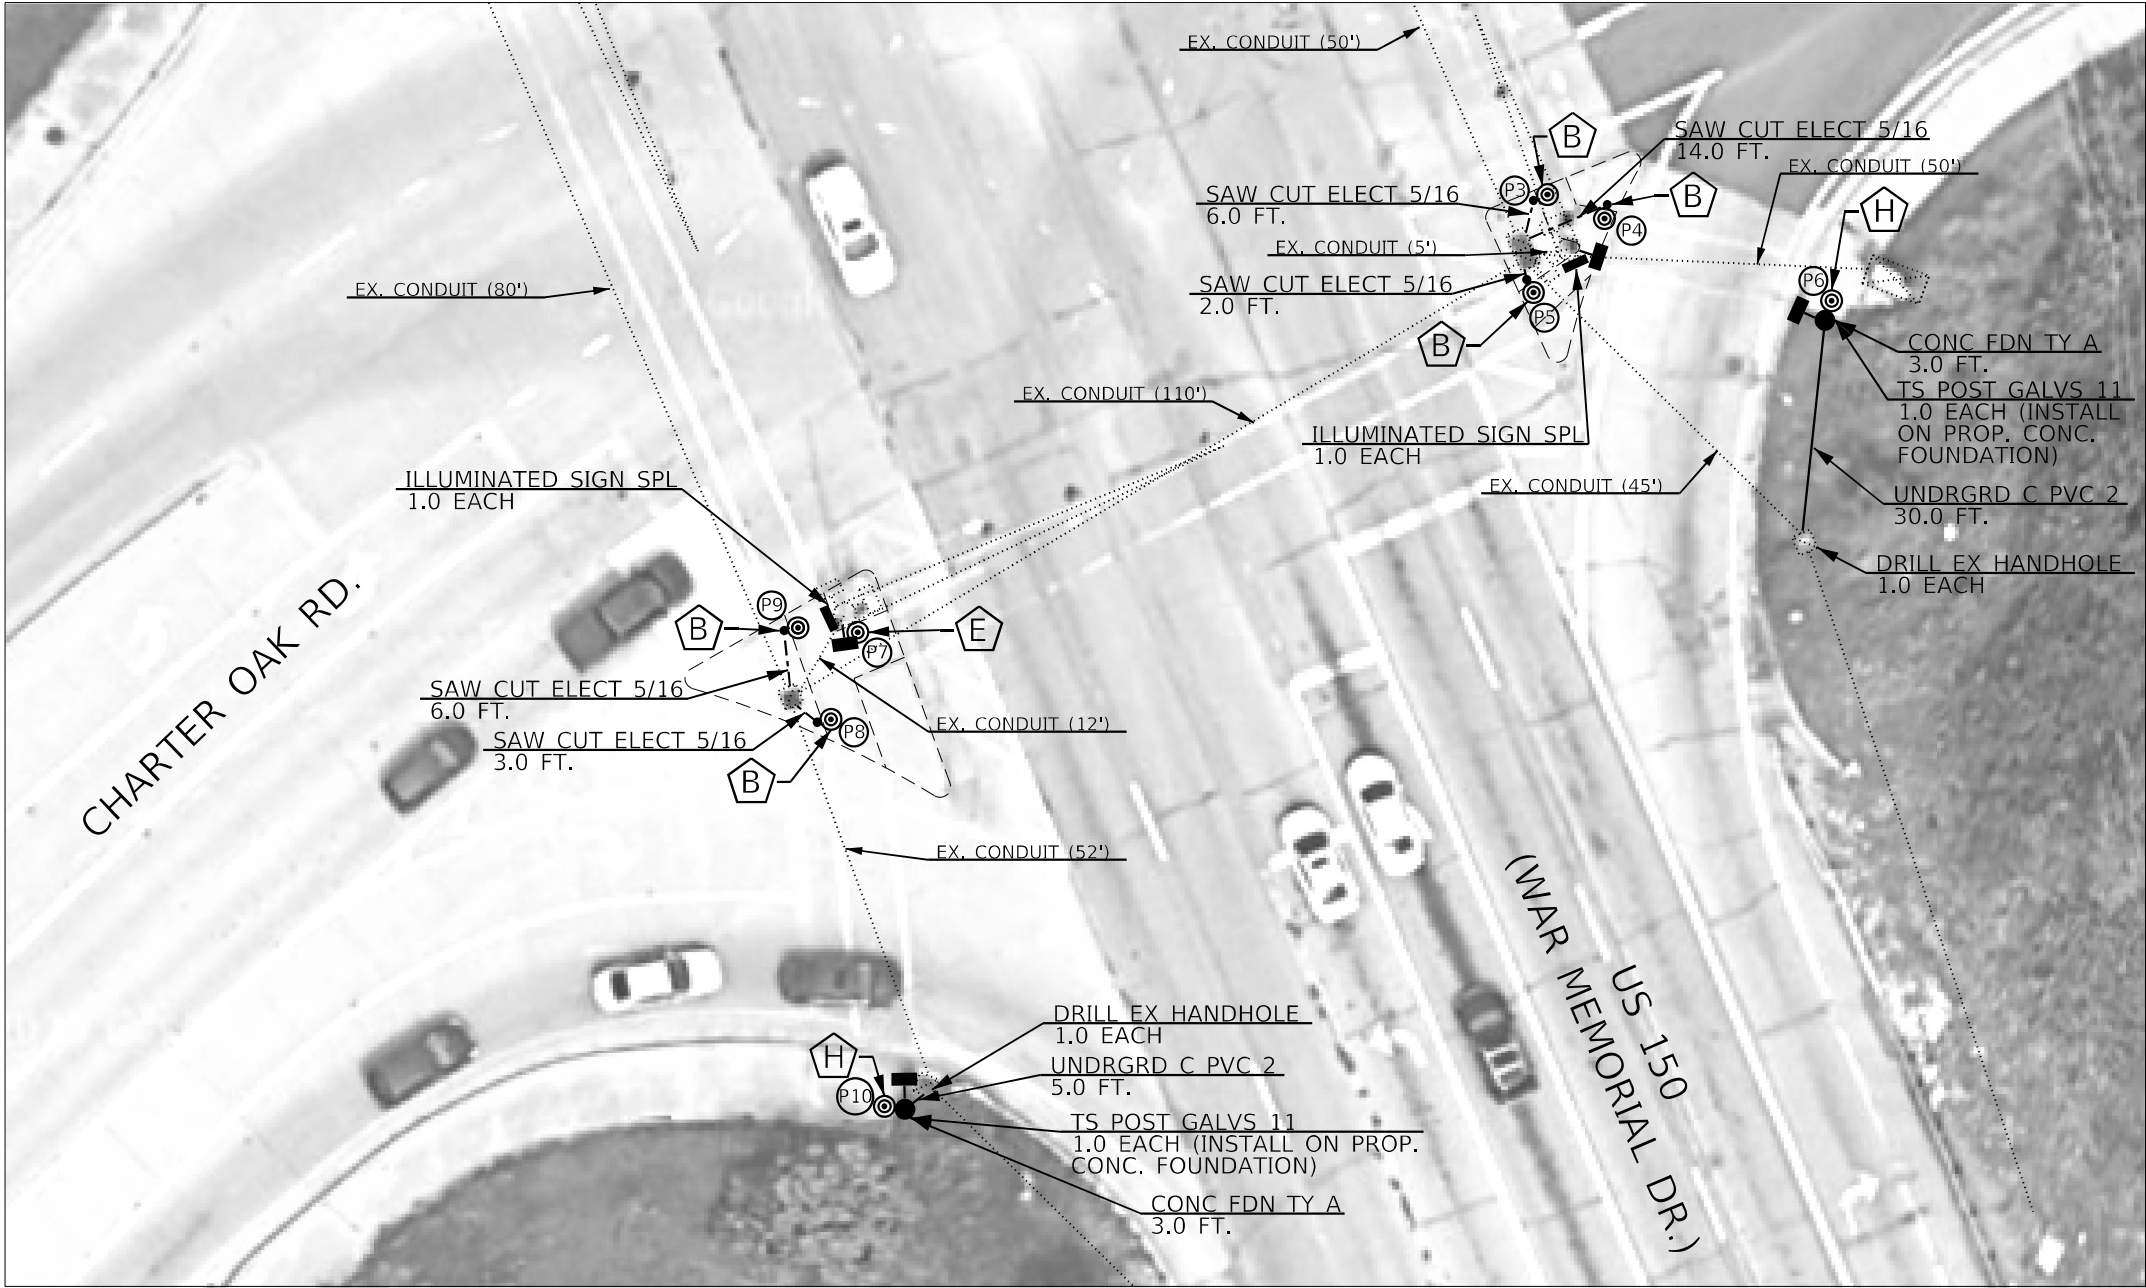 EX. CONDUIT (50')
B
SAW CUT ELECT 5/16
14.0 FT.
EX. CONDUIT (50')
P3
SAW CUT ELECT 5/16
6.0 FT.
B
H
P4
EX. CONDUIT (5')
SAW CUT ELECT 5/16
2.0 FT.
P5
B
P6
EX. CONDUIT (80')
CONC FDN TY A
3.0 FT.
TS POST GALVS 11
1.0 EACH (INSTALL
ON PROP. CONC.
FOUNDATION)
EX. CONDUIT (110')
ILLUMINATED SIGN SPL
1.0 EACH
ILLUMINATED SIGN SPL
1.0 EACH
EX. CONDUIT (45')
UNDRGRD C PVC 2
30.0 FT.
DRILL EX HANDHOLE
1.0 EACH
CHARTER OAK RD.
P9
B
E
P7
SAW CUT ELECT 5/16
6.0 FT.
SAW CUT ELECT 5/16
3.0 FT.
P8
B
EX. CONDUIT (12')
EX. CONDUIT (52')
US 150
(WAR MEMORIAL DR.)
DRILL EX HANDHOLE
1.0 EACH
H
P10
UNDRGRD C PVC 2
5.0 FT.
TS POST GALVS 11
1.0 EACH (INSTALL ON PROP.
CONC. FOUNDATION)
CONC FDN TY A
3.0 FT.